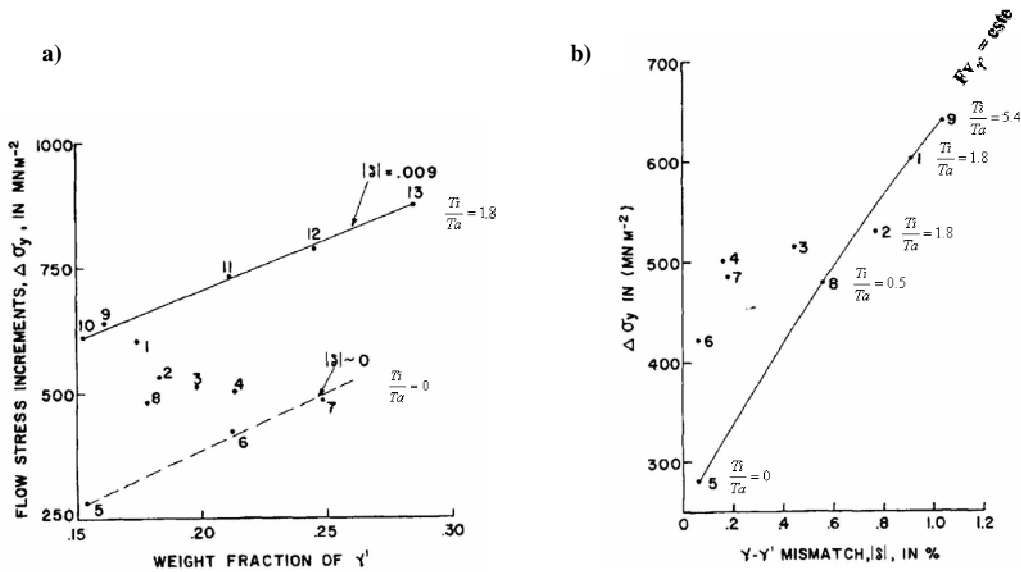 a)
FLOW STRESS INCREMENTS, Δσy, IN MNM⁻²
1000
750
500
250
|δ| = .009
13
Ti/Ta = 1.8
12
11
10
9
1
2
3
4
8
|δ| ~ 0
Ti/Ta = 0
7
6
5
.15
.20
.25
.30
WEIGHT FRACTION OF γ'
b)
Fvγ' = cste
Δσy IN (MN M⁻²)
700
600
500
400
300
9
Ti/Ta = 5.4
1
Ti/Ta = 1.8
2
Ti/Ta = 1.8
3
4
7
8
Ti/Ta = 0.5
6
5
Ti/Ta = 0
0
.2
.4
.6
.8
1.0
1.2
γ-γ' MISMATCH, |δ|, IN %